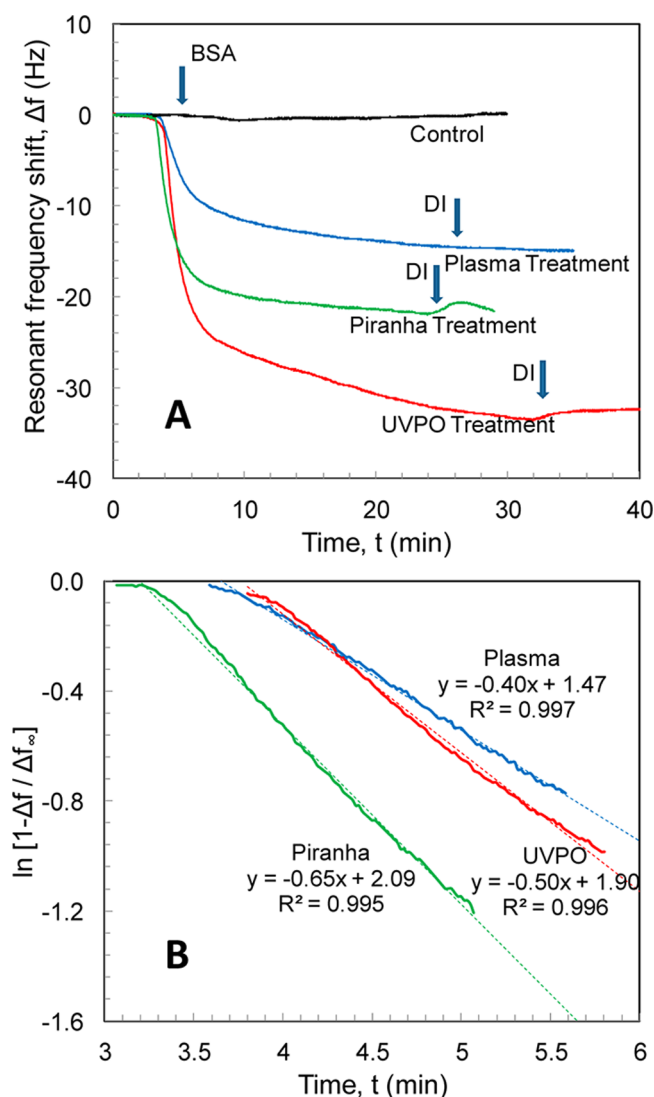 10
0
-10
-20
-30
-40
Resonant frequency shift, Δf (Hz)
BSA
Control
DI
Plasma Treatment
DI
Piranha Treatment
DI
UVPO Treatment
A
0 10 20 30 40
Time, t (min)
0.0
-0.4
-0.8
-1.2
-1.6
ln [1-Δf / Δf∞]
Plasma
y = -0.40x + 1.47
R² = 0.997
Piranha
y = -0.65x + 2.09
R² = 0.995
UVPO
y = -0.50x + 1.90
R² = 0.996
B
3 3.5 4 4.5 5 5.5 6
Time, t (min)